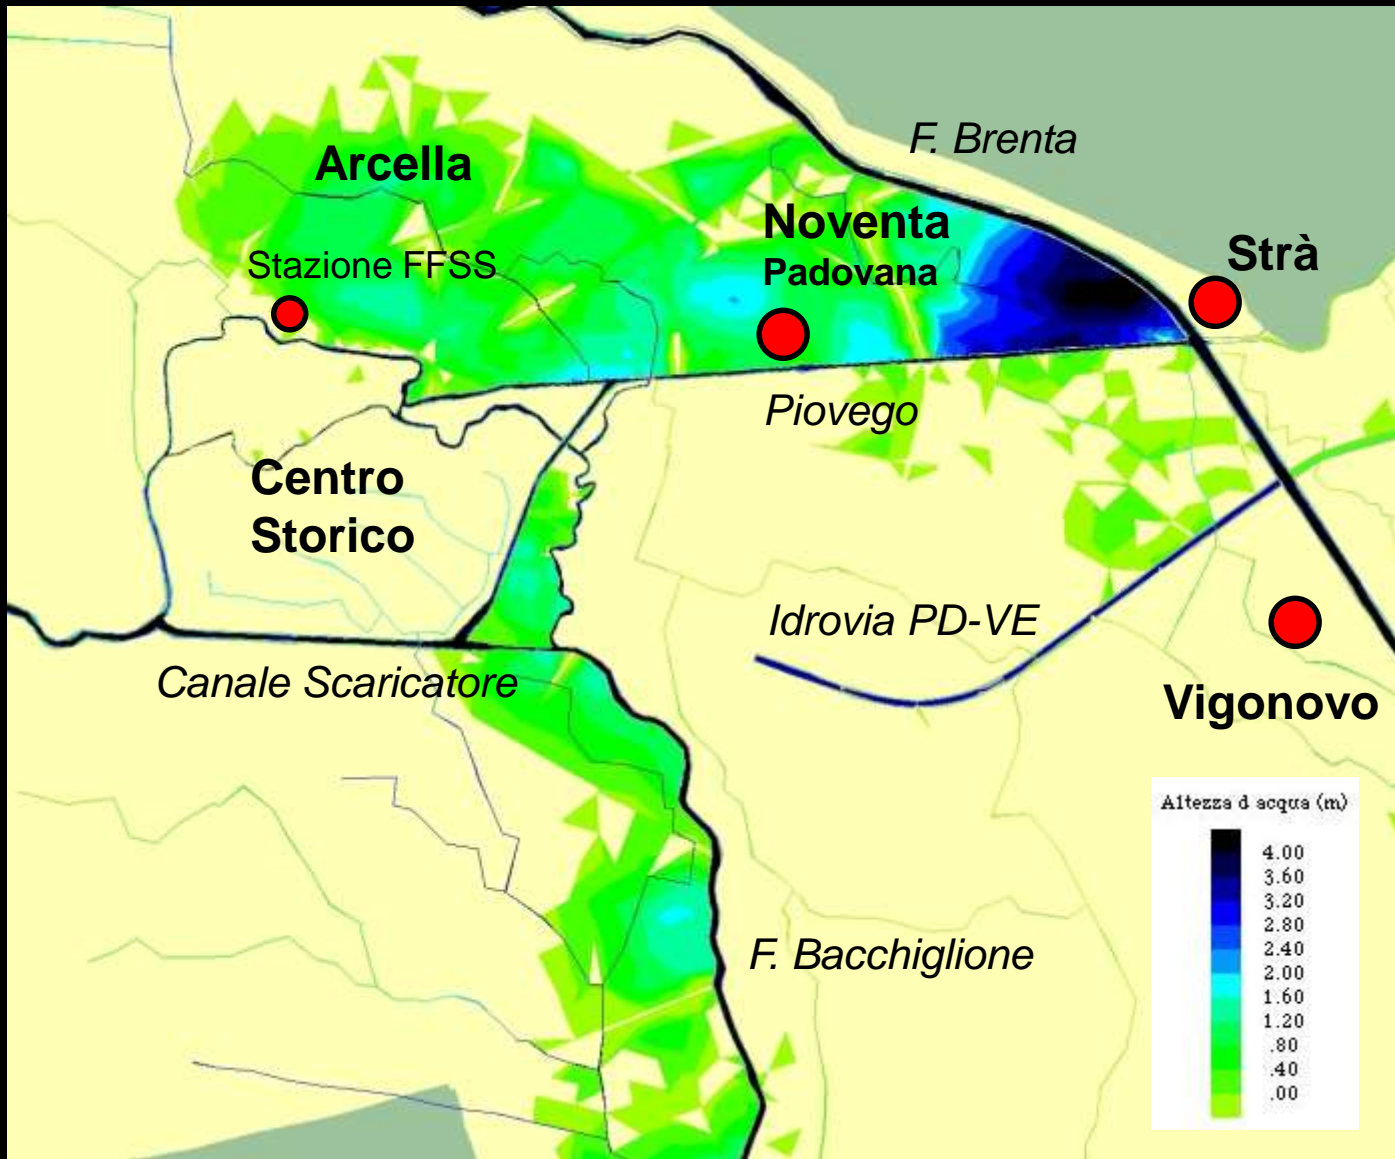 F. Brenta
Arcella
Noventa
Padovana
Strà
Stazione FFSS
Piovego
Centro
Storico
Idrovia PD-VE
Canale Scaricatore
Vigonovo
Altezza d acqua (m)
4.00
3.60
3.20
2.80
2.40
2.00
1.60
1.20
.80
.40
.00
F. Bacchiglione